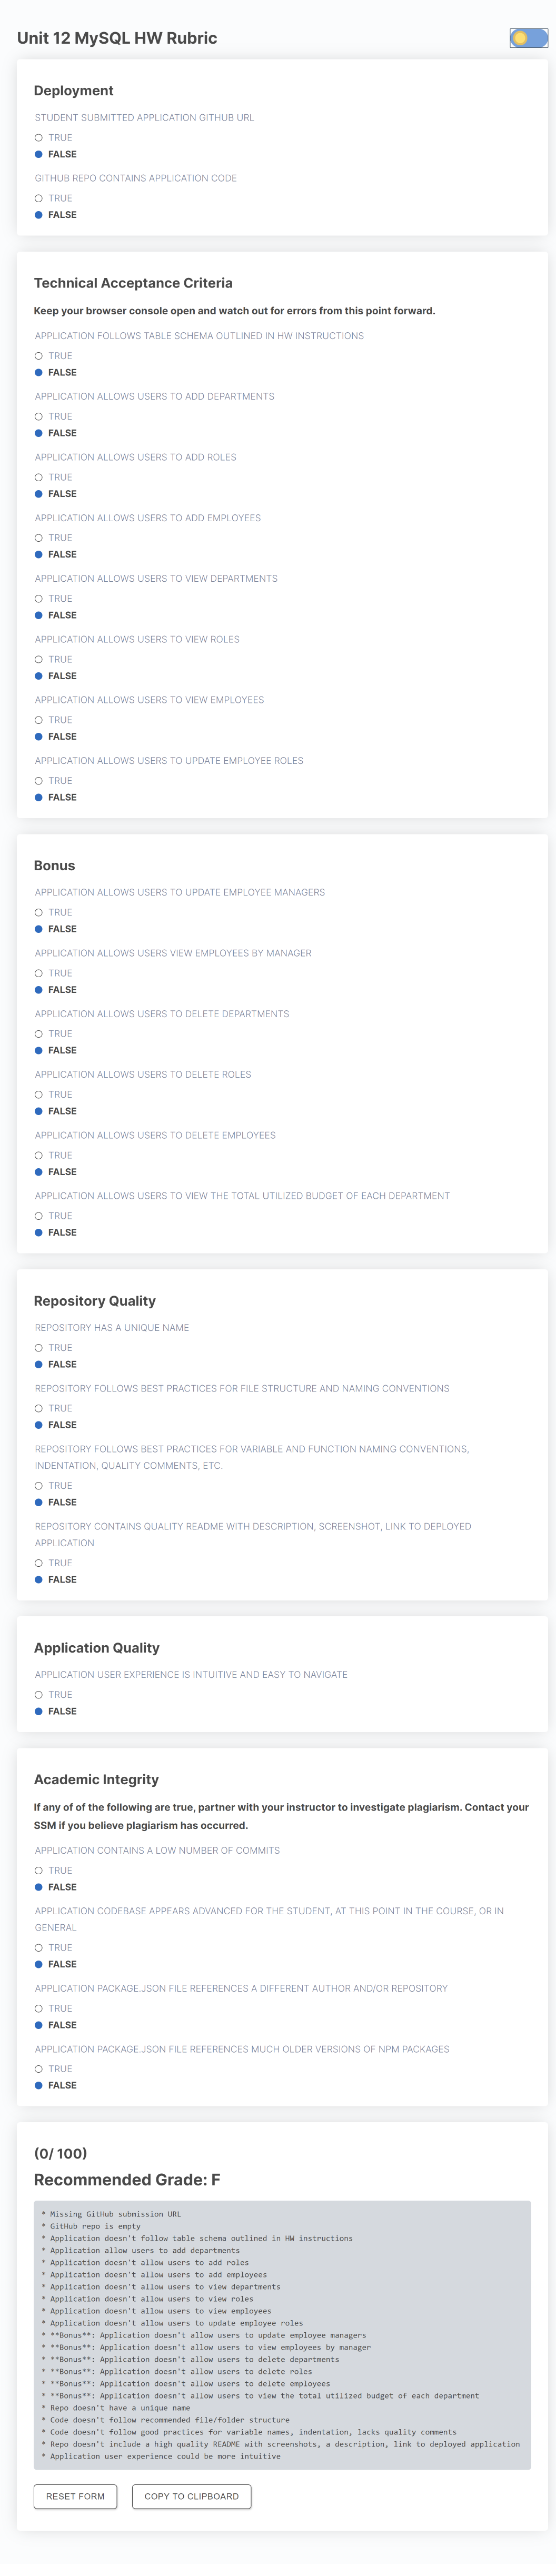 Unit 12 MySQL HW Rubric
Deployment
STUDENT SUBMITTED APPLICATION GITHUB URL
TRUE
FALSE
GITHUB REPO CONTAINS APPLICATION CODE
TRUE
FALSE
Technical Acceptance Criteria
Keep your browser console open and watch out for errors from this point forward.
APPLICATION FOLLOWS TABLE SCHEMA OUTLINED IN HW INSTRUCTIONS
TRUE
FALSE
APPLICATION ALLOWS USERS TO ADD DEPARTMENTS
TRUE
FALSE
APPLICATION ALLOWS USERS TO ADD ROLES
TRUE
FALSE
APPLICATION ALLOWS USERS TO ADD EMPLOYEES
TRUE
FALSE
APPLICATION ALLOWS USERS TO VIEW DEPARTMENTS
TRUE
FALSE
APPLICATION ALLOWS USERS TO VIEW ROLES
TRUE
FALSE
APPLICATION ALLOWS USERS TO VIEW EMPLOYEES
TRUE
FALSE
APPLICATION ALLOWS USERS TO UPDATE EMPLOYEE ROLES
TRUE
FALSE
Bonus
APPLICATION ALLOWS USERS TO UPDATE EMPLOYEE MANAGERS
TRUE
FALSE
APPLICATION ALLOWS USERS VIEW EMPLOYEES BY MANAGER
TRUE
FALSE
APPLICATION ALLOWS USERS TO DELETE DEPARTMENTS
TRUE
FALSE
APPLICATION ALLOWS USERS TO DELETE ROLES
TRUE
FALSE
APPLICATION ALLOWS USERS TO DELETE EMPLOYEES
TRUE
FALSE
APPLICATION ALLOWS USERS TO VIEW THE TOTAL UTILIZED BUDGET OF EACH DEPARTMENT
TRUE
FALSE
Repository Quality
REPOSITORY HAS A UNIQUE NAME
TRUE
FALSE
REPOSITORY FOLLOWS BEST PRACTICES FOR FILE STRUCTURE AND NAMING CONVENTIONS
TRUE
FALSE
REPOSITORY FOLLOWS BEST PRACTICES FOR VARIABLE AND FUNCTION NAMING CONVENTIONS,
INDENTATION, QUALITY COMMENTS, ETC.
TRUE
FALSE
REPOSITORY CONTAINS QUALITY README WITH DESCRIPTION, SCREENSHOT, LINK TO DEPLOYED
APPLICATION
TRUE
FALSE
Application Quality
APPLICATION USER EXPERIENCE IS INTUITIVE AND EASY TO NAVIGATE
TRUE
FALSE
Academic Integrity
If any of of the following are true, partner with your instructor to investigate plagiarism. Contact your
SSM if you believe plagiarism has occurred.
APPLICATION CONTAINS A LOW NUMBER OF COMMITS
TRUE
FALSE
APPLICATION CODEBASE APPEARS ADVANCED FOR THE STUDENT, AT THIS POINT IN THE COURSE, OR IN
GENERAL
TRUE
FALSE
APPLICATION PACKAGE.JSON FILE REFERENCES A DIFFERENT AUTHOR AND/OR REPOSITORY
TRUE
FALSE
APPLICATION PACKAGE.JSON FILE REFERENCES MUCH OLDER VERSIONS OF NPM PACKAGES
TRUE
FALSE
(0/ 100)
Recommended Grade: F
* Missing GitHub submission URL
* GitHub repo is empty
* Application doesn't follow table schema outlined in HW instructions
* Application allow users to add departments
* Application doesn't allow users to add roles
* Application doesn't allow users to add employees
* Application doesn't allow users to view departments
* Application doesn't allow users to view roles
* Application doesn't allow users to view employees
* Application doesn't allow users to update employee roles
* **Bonus**: Application doesn't allow users to update employee managers
* **Bonus**: Application doesn't allow users to view employees by manager
* **Bonus**: Application doesn't allow users to delete departments
* **Bonus**: Application doesn't allow users to delete roles
* **Bonus**: Application doesn't allow users to delete employees
* **Bonus**: Application doesn't allow users to view the total utilized budget of each department
* Repo doesn't have a unique name
* Code doesn't follow recommended file/folder structure
* Code doesn't follow good practices for variable names, indentation, lacks quality comments
* Repo doesn't include a high quality README with screenshots, a description, link to deployed application
* Application user experience could be more intuitive
RESET FORM
COPY TO CLIPBOARD